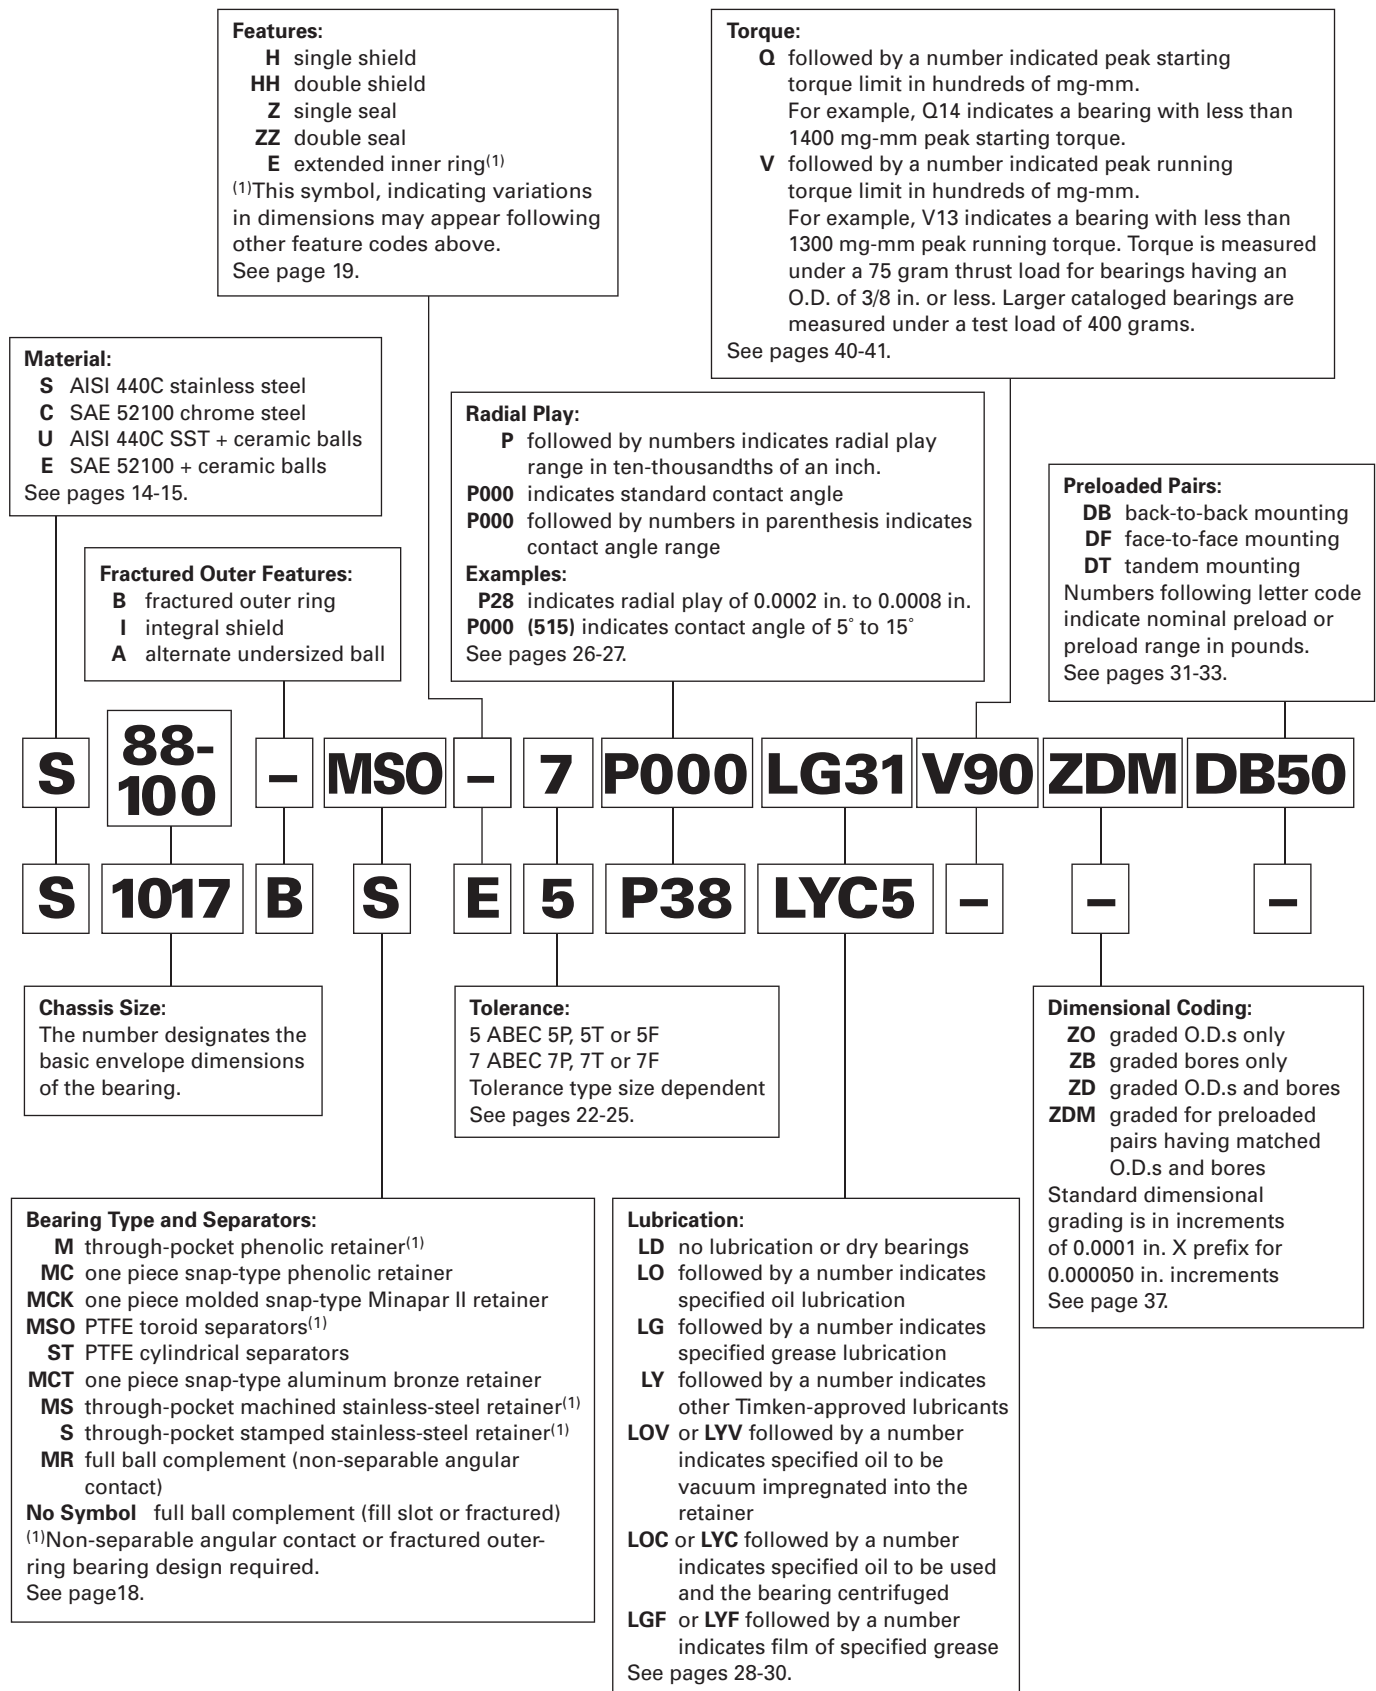 Features:
H single shield
HH double shield
Z single seal
ZZ double seal
E extended inner ring(1)
(1)This symbol, indicating variations
in dimensions may appear following
other feature codes above.
See page 19.
Torque:
Q followed by a number indicated peak starting
torque limit in hundreds of mg-mm.
For example, Q14 indicates a bearing with less than
1400 mg-mm peak starting torque.
V followed by a number indicated peak running
torque limit in hundreds of mg-mm.
For example, V13 indicates a bearing with less than
1300 mg-mm peak running torque. Torque is measured
under a 75 gram thrust load for bearings having an
O.D. of 3/8 in. or less. Larger cataloged bearings are
measured under a test load of 400 grams.
See pages 40-41.
Material:
S AISI 440C stainless steel
C SAE 52100 chrome steel
U AISI 440C SST + ceramic balls
E SAE 52100 + ceramic balls
See pages 14-15.
Radial Play:
P followed by numbers indicates radial play
range in ten-thousandths of an inch.
P000 indicates standard contact angle
P000 followed by numbers in parenthesis indicates
contact angle range
Examples:
P28 indicates radial play of 0.0002 in. to 0.0008 in.
P000 (515) indicates contact angle of 5˚ to 15˚
See pages 26-27.
Preloaded Pairs:
DB back-to-back mounting
DF face-to-face mounting
DT tandem mounting
Numbers following letter code
indicate nominal preload or
preload range in pounds.
See pages 31-33.
Fractured Outer Features:
B fractured outer ring
I integral shield
A alternate undersized ball
S 88-
100 – MSO – 7 P000 LG31 V90 ZDM DB50
S 1017 B S E 5 P38 LYC5 – – –
Chassis Size:
The number designates the
basic envelope dimensions
of the bearing.
Tolerance:
5 ABEC 5P, 5T or 5F
7 ABEC 7P, 7T or 7F
Tolerance type size dependent
See pages 22-25.
Dimensional Coding:
ZO graded O.D.s only
ZB graded bores only
ZD graded O.D.s and bores
ZDM graded for preloaded
pairs having matched
O.D.s and bores
Standard dimensional
grading is in increments
of 0.0001 in. X prefix for
0.000050 in. increments
See page 37.
Bearing Type and Separators:
M through-pocket phenolic retainer(1)
MC one piece snap-type phenolic retainer
MCK one piece molded snap-type Minapar II retainer
MSO PTFE toroid separators(1)
ST PTFE cylindrical separators
MCT one piece snap-type aluminum bronze retainer
MS through-pocket machined stainless-steel retainer(1)
S through-pocket stamped stainless-steel retainer(1)
MR full ball complement (non-separable angular
contact)
No Symbol full ball complement (fill slot or fractured)
(1)Non-separable angular contact or fractured outer-
ring bearing design required.
See page18.
Lubrication:
LD no lubrication or dry bearings
LO followed by a number indicates
specified oil lubrication
LG followed by a number indicates
specified grease lubrication
LY followed by a number indicates
other Timken-approved lubricants
LOV or LYV followed by a number
indicates specified oil to be
vacuum impregnated into the
retainer
LOC or LYC followed by a number
indicates specified oil to be used
and the bearing centrifuged
LGF or LYF followed by a number
indicates film of specified grease
See pages 28-30.